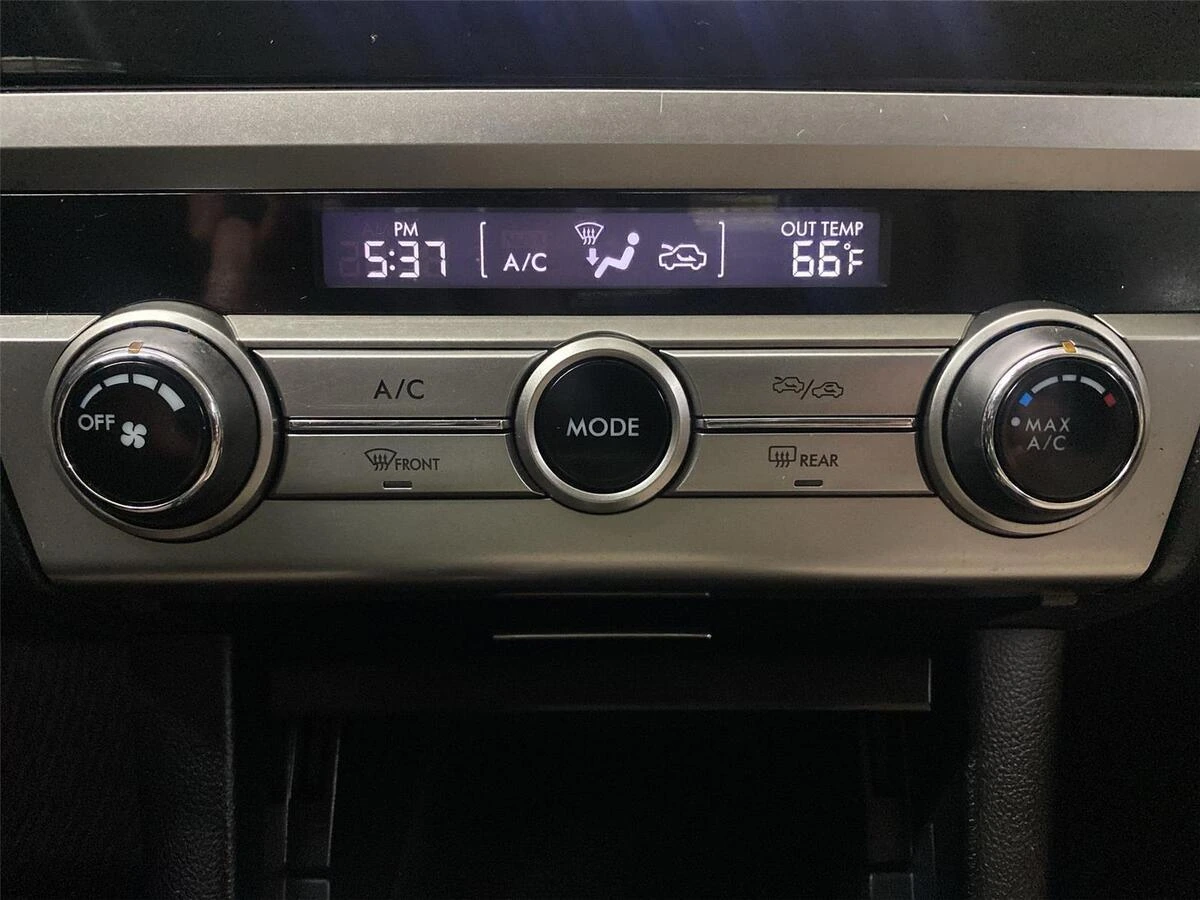 PM
5:37
A/C
OUT TEMP
66°F
OFF
A/C
MODE
FRONT
REAR
MAX
A/C